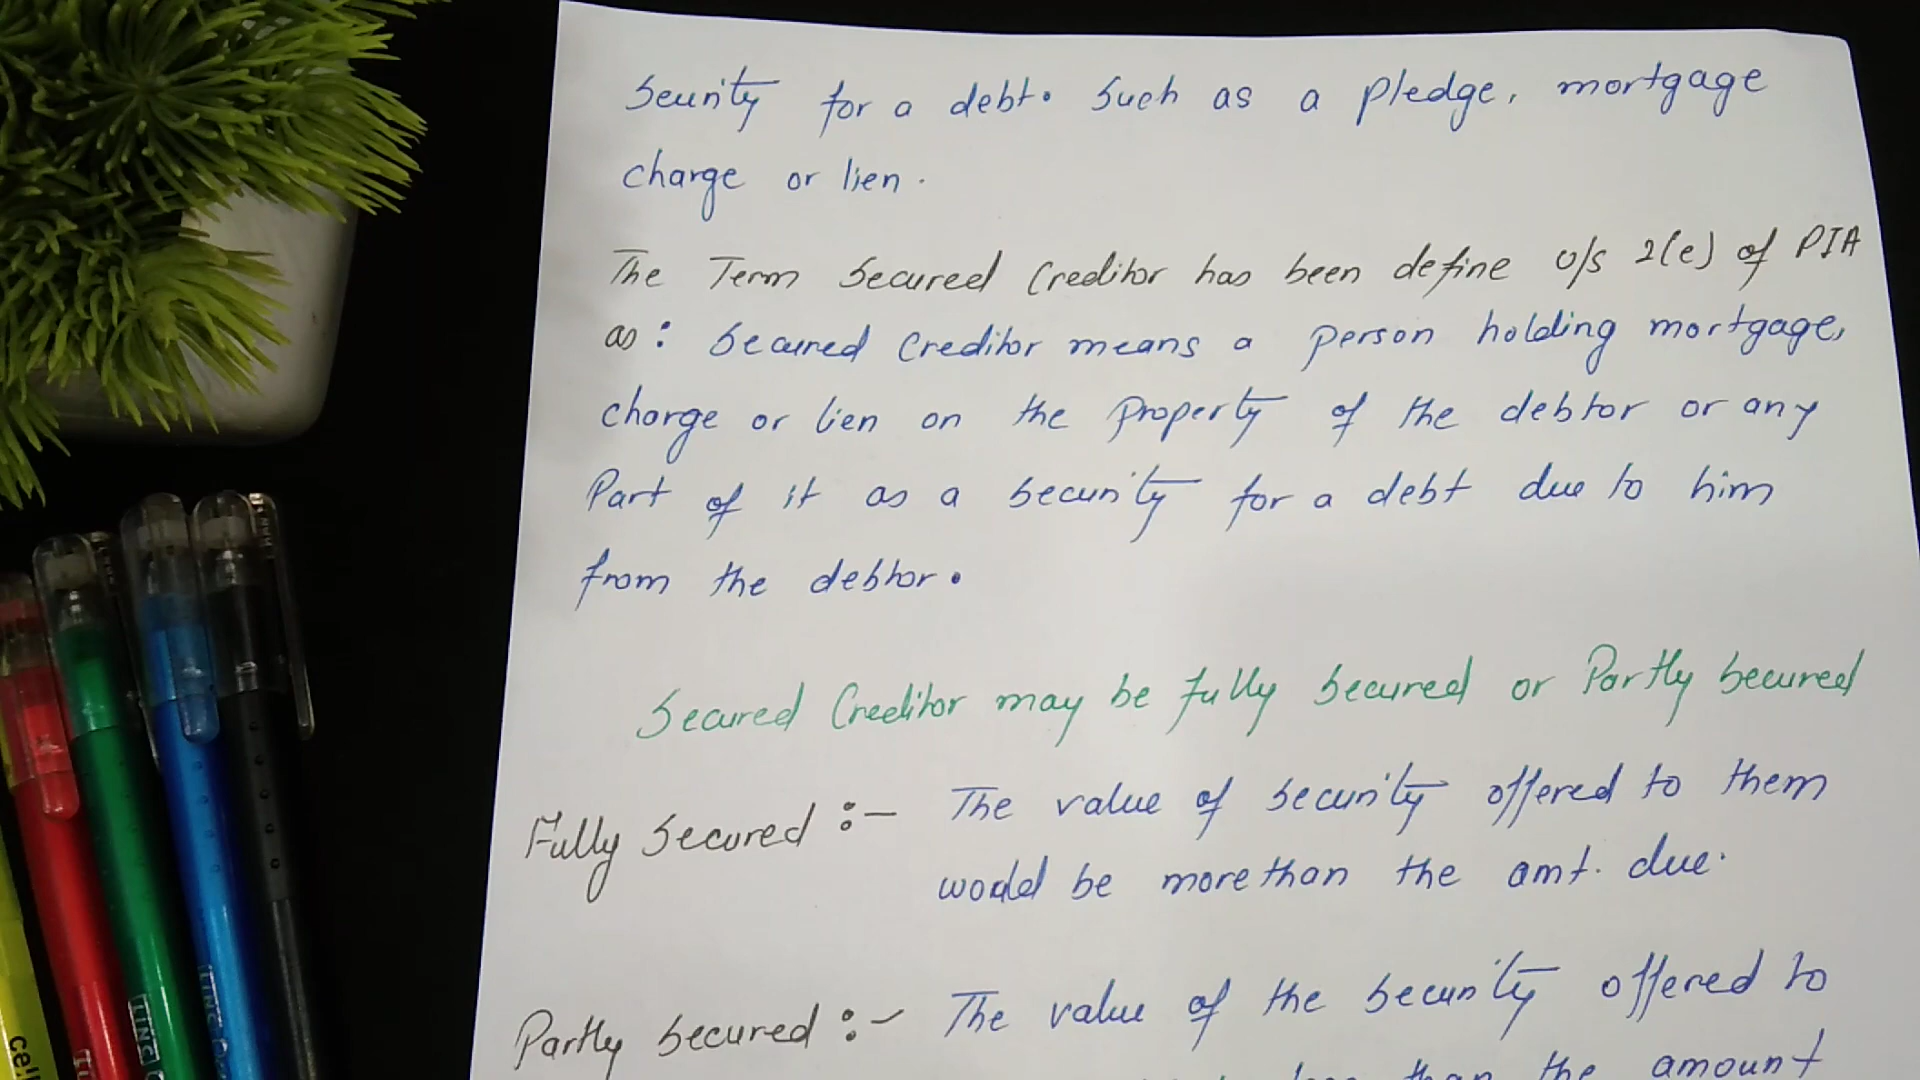 Security for a debt. Such as a pledge, mortgage
charge or lien.
The Term Secured Creditor has been define u/s 2(e) of PIA
as: Secured Creditor means a person holding mortgage,
charge or lien on the property of the debtor or any
Part of it as a security for a debt due to him
from the debtor.
Secured Creditor may be fully secured or Partly secured
Fully Secured :- The value of security offered to them
would be more than the amt. due.
Partly Secured :- The value of the security offered to
than the amount
LINC
LINC
cell